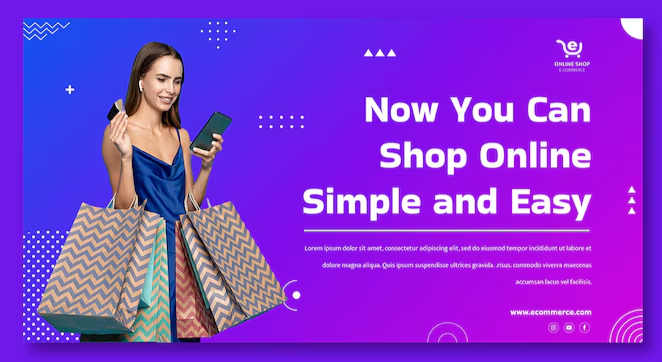 ONLINE SHOP
E-COMMERCE
Now You Can
Shop Online
Simple and Easy
Lorem ipsum dolor sit amet, consectetur adipiscing elit, sed do eiusmod tempor incididunt ut labore et
dolore magna aliqua. Quis ipsum suspendisse ultrices gravida. .risus. commodo viverra maecenas
accumsan lacus vel facilisis.
www.ecommerce.com